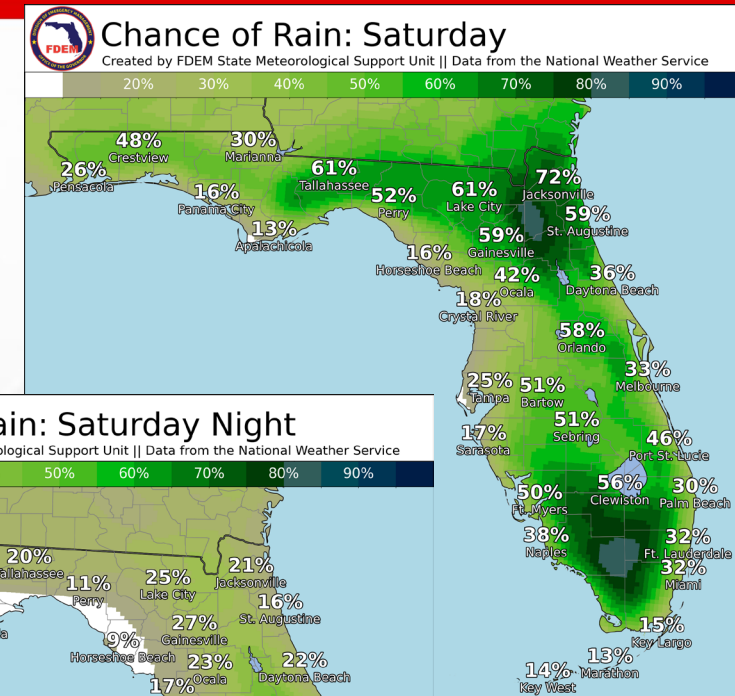 FDEM
Chance of Rain: Saturday
Created by FDEM State Meteorological Support Unit || Data from the National Weather Service
20% 30% 40% 50% 60% 70% 80% 90%
48%
Crestview
30%
Marianna
26%
Pensacola
61%
Tallahassee
16%
Panama City
52%
Perry
61%
Lake City
72%
Jacksonville
59%
St. Augustine
13%
Apalachicola
59%
Gainesville
16%
Horseshoe Beach
42%
Ocala
36%
Daytona Beach
18%
Crystal River
58%
Orlando
33%
Melbourne
25%
Tampa
51%
Bartow
17%
Sarasota
51%
Sebring
46%
Port St. Lucie
50%
Ft. Myers
56%
Clewiston
30%
Palm Beach
38%
Naples
32%
Ft. Lauderdale
32%
Miami
15%
Key Largo
13%
Marathon
14%
Key West
ain: Saturday Night
ological Support Unit || Data from the National Weather Service
50% 60% 70% 80% 90%
20%
allahassee
11%
Perry
25%
Lake City
21%
Jacksonville
16%
St. Augustine
27%
Gainesville
9%
Horseshoe Beach
23%
Ocala
22%
Daytona Beach
17%
a